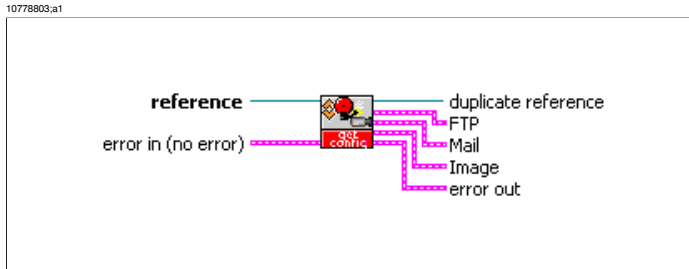 10778803;a1
reference
duplicate reference
FTP
error in (no error)
Mail
get
config
Image
error out